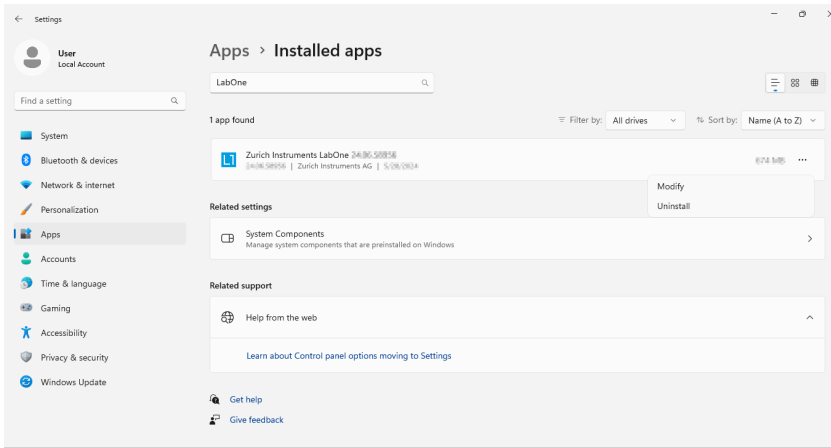 Settings
User
Local Account
Find a setting
System
Bluetooth & devices
Network & internet
Personalization
Apps
Accounts
Time & language
Gaming
Accessibility
Privacy & security
Windows Update
Apps > Installed apps
LabOne
1 app found
Filter by: All drives
Sort by: Name (A to Z)
Zurich Instruments LabOne
| Zurich Instruments AG |
Modify
Uninstall
Related settings
System Components
Manage system components that are preinstalled on Windows
Related support
Help from the web
Learn about Control panel options moving to Settings
Get help
Give feedback